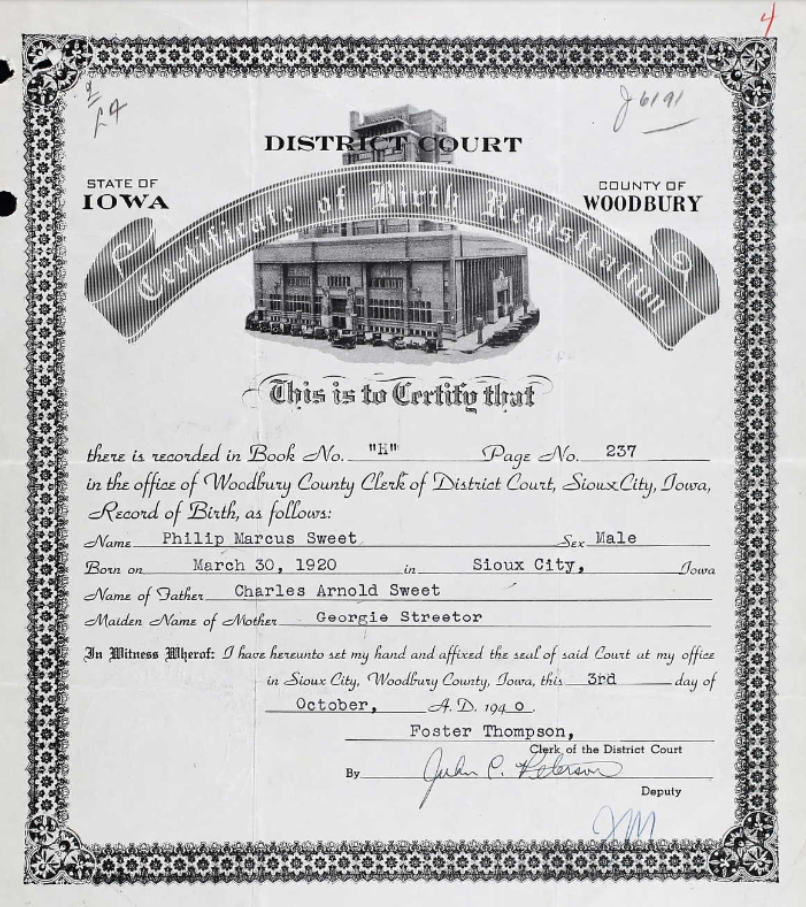 4
J 6191
DISTRICT COURT
STATE OF
IOWA
COUNTY OF
WOODBURY
Certificate of Birth Registration
This is to Certify that
there is recorded in Book No. "H" Page No. 237
in the office of Woodbury County Clerk of District Court, Sioux City, Iowa,
Record of Birth, as follows:
Name Philip Marcus Sweet Sex Male
Born on March 30, 1920 in Sioux City, Iowa
Name of Father Charles Arnold Sweet
Maiden Name of Mother Georgie Streetor
In Witness Wherof: I have hereunto set my hand and affixed the seal of said Court at my office
in Sioux City, Woodbury County, Iowa, this 3rd day of
October, A. D. 1940.
Foster Thompson,
Clerk of the District Court
By John C. Peterson
Deputy